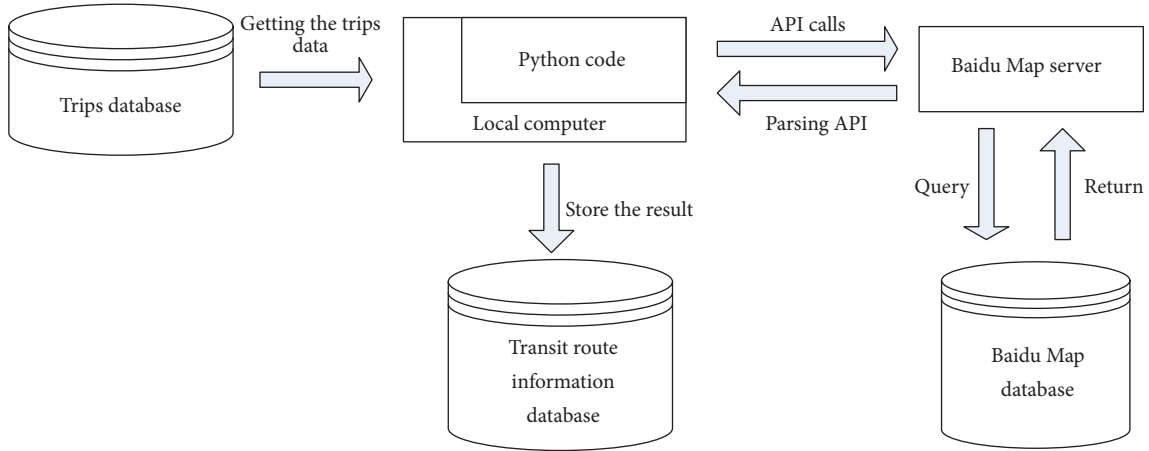 Getting the trips
data
Trips database
Python code
Local computer
API calls
Parsing API
Baidu Map server
Query
Return
Store the result
Transit route
information
database
Baidu Map
database